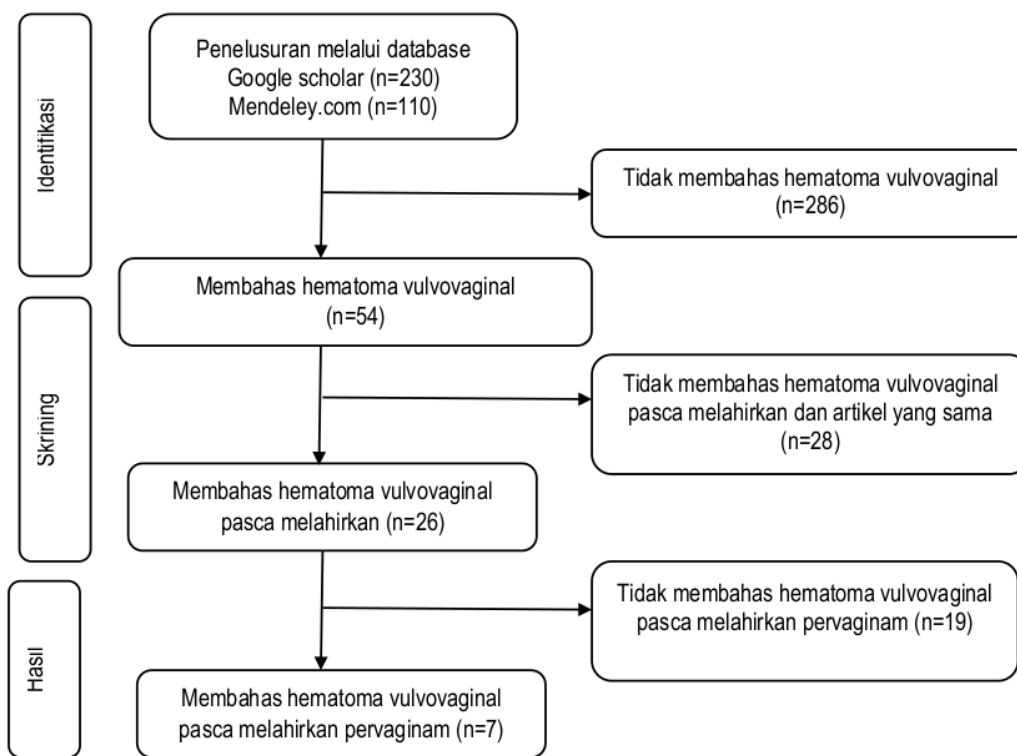 Identifikasi
Penelusuran melalui database
Google scholar (n=230)
Mendeley.com (n=110)
Tidak membahas hematoma vulvovaginal
(n=286)
Membahas hematoma vulvovaginal
(n=54)
Skrining
Tidak membahas hematoma vulvovaginal
pasca melahirkan dan artikel yang sama
(n=28)
Membahas hematoma vulvovaginal
pasca melahirkan (n=26)
Hasil
Tidak membahas hematoma vulvovaginal
pasca melahirkan pervaginam (n=19)
Membahas hematoma vulvovaginal
pasca melahirkan pervaginam (n=7)